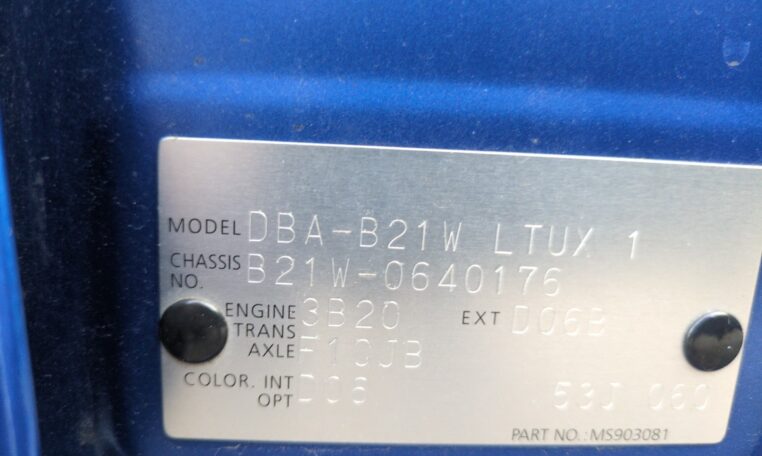 MODEL DBA-B21W LTUX 1
CHASSIS NO. B21W-0640176
ENGINE 3B20 EXT D06B
TRANS AXLE F1CJB
COLOR. INT D06
OPT 53J 060
PART NO.: MS903081